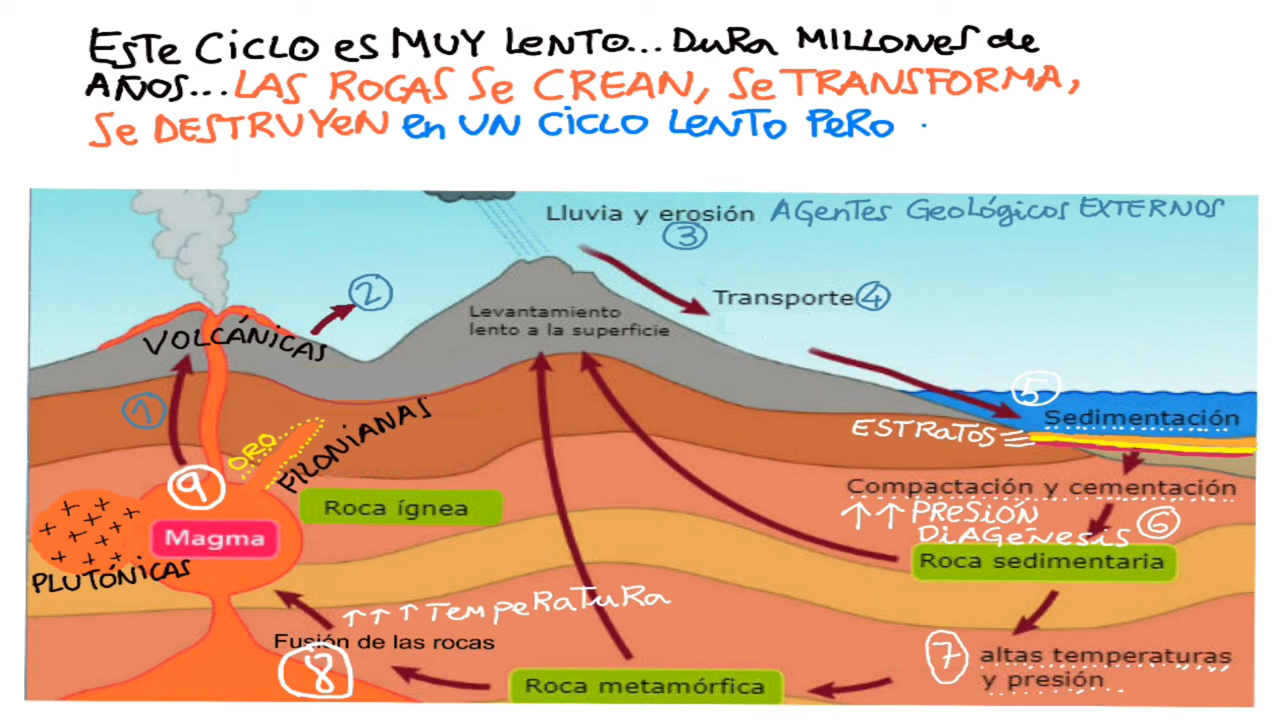 ESTE CICLO ES MUY LENTO... DURA MILLONES de
AÑOS... LAS ROCAS Se CREAN, Se TRANSFORMA,
Se DESTRUYEN en UN CICLO LENTO PERO
Lluvia y erosión AGENTES GEOLÓGICOS EXTERNOS
3
2
Transporte 4
Levantamiento
lento a la superficie
VOLCÁNICAS
1
5
Sedimentación
ESTRATOS
ORO
FILONIANAS
9
Compactación y cementación
↑↑ PRESIÓN
DIAGÉNESIS 6
Roca ígnea
Magma
Roca sedimentaria
PLUTÓNICAS
↑↑↑ TEMPERATURA
Fusión de las rocas
8
7 altas temperaturas
y presión
Roca metamórfica